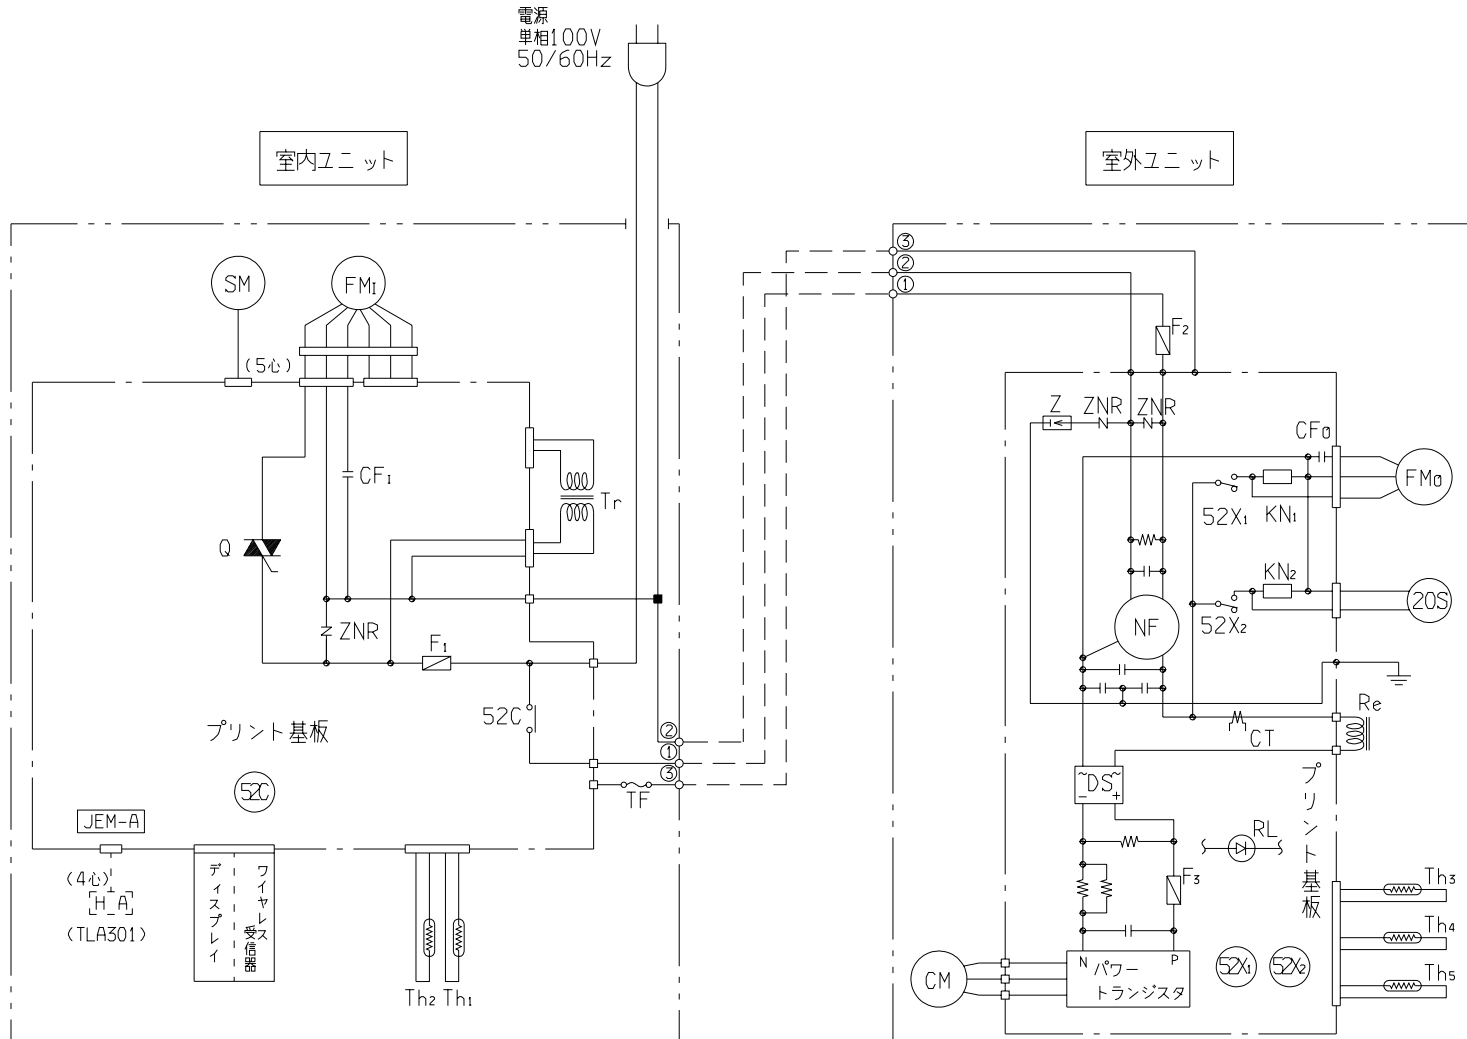 電源
単相100V
50/60Hz
室内ユニット
室外ユニット
SM
FMI
(5心)
CFI
Tr
Q
ZNR
F1
52C
プリント基板
52C
②
①
③
TF
JEM-A
(4心)
H A
(TLA301)
ディスプレイ
ワイヤレス
受信器
Th2
Th1
③
②
①
F2
Z
ZNR
ZNR
CFO
FMO
52X1
KN1
KN2
52X2
20S
NF
Re
CT
~DS~
- +
プリント基板
RL
F3
N
P
パワー
トランジスタ
CM
52X1
52X2
Th3
Th4
Th5